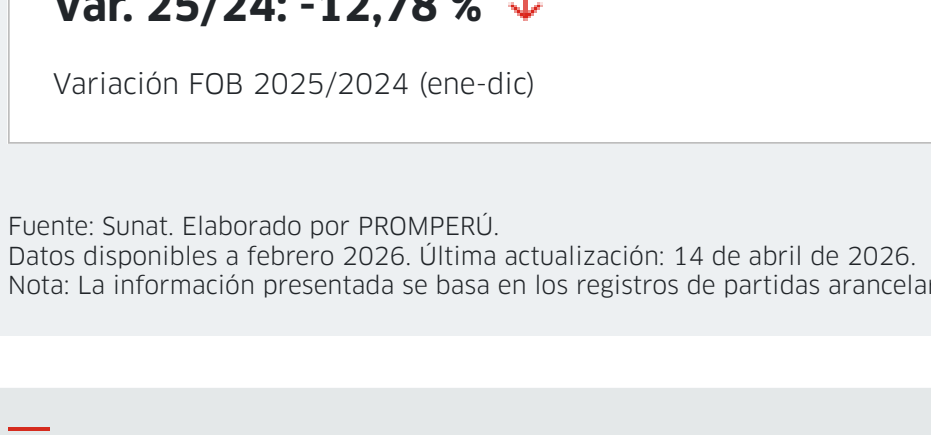 Var. 25/24: -12,78 %
Variación FOB 2025/2024 (ene-dic)
Fuente: Sunat. Elaborado por PROMPERÚ.
Datos disponibles a febrero 2026. Última actualización: 14 de abril de 2026.
Nota: La información presentada se basa en los registros de partidas